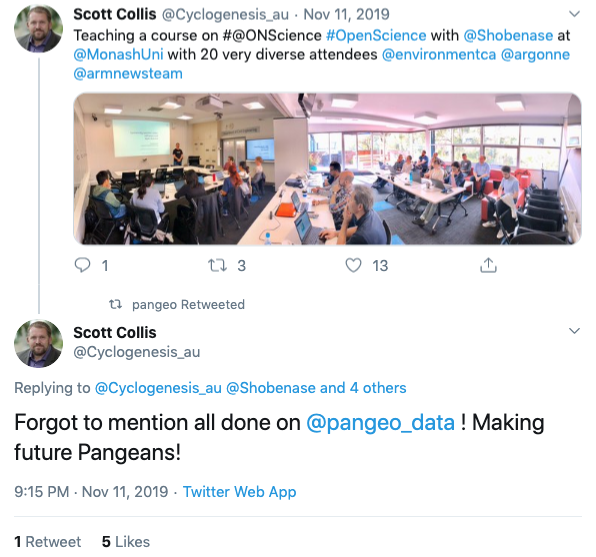 Scott Collis @Cyclogenesis_au · Nov 11, 2019
Teaching a course on #@ONScience #OpenScience with @Shobenase at
@MonashUni with 20 very diverse attendees @environmentca @argonne
@armnewsteam
1 3 13
pangeo Retweeted
Scott Collis
@Cyclogenesis_au
Replying to @Cyclogenesis_au @Shobenase and 4 others
Forgot to mention all done on @pangeo_data ! Making
future Pangeans!
9:15 PM · Nov 11, 2019 · Twitter Web App
1 Retweet 5 Likes